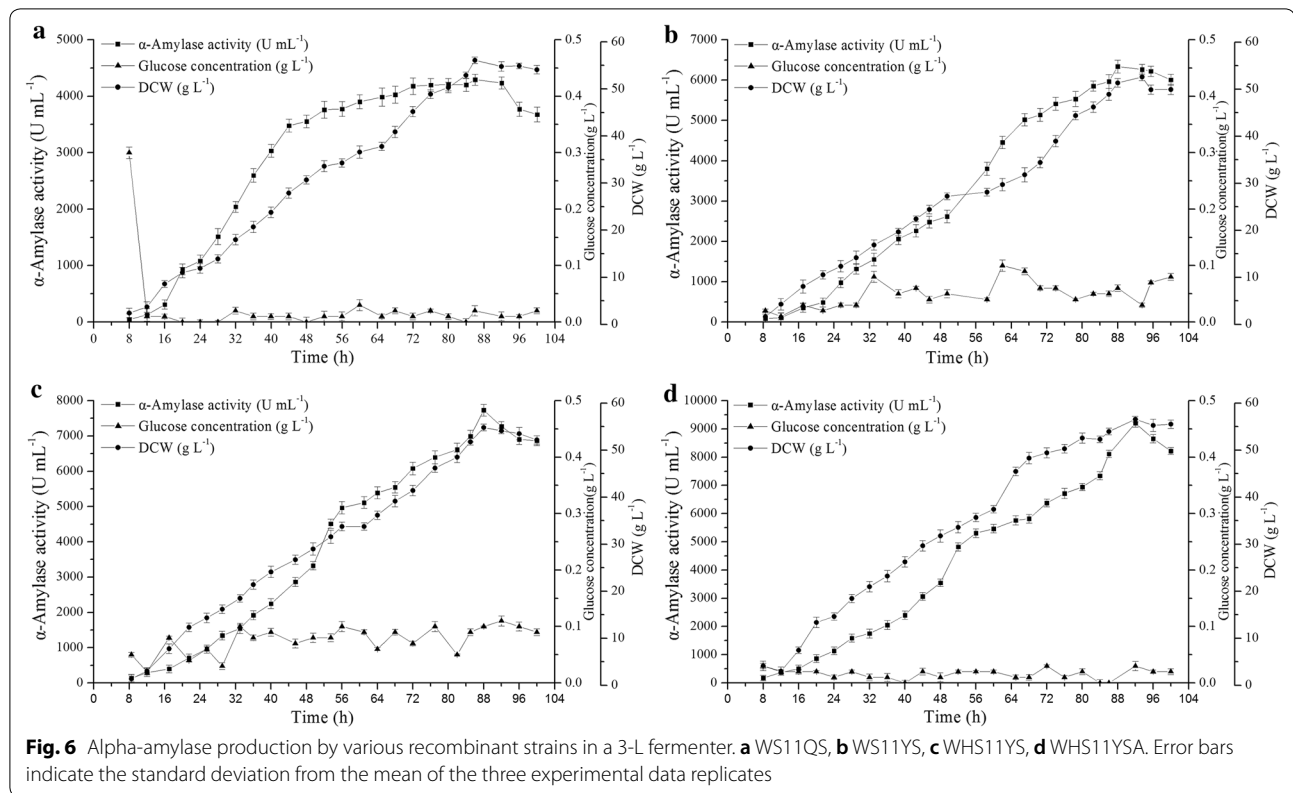 a
α-Amylase activity (U mL⁻¹)
Glucose concentration (g L⁻¹)
DCW (g L⁻¹)
5000
4000
3000
2000
1000
0
α-Amylase activity (U mL⁻¹)
0 8 16 24 32 40 48 56 64 72 80 88 96 104
Time (h)
0.5
0.4
0.3
0.2
0.1
0.0
Glucose concentration(g L⁻¹)
60
50
40
30
20
10
0
DCW (g L⁻¹)
b
α-Amylase activity (U mL⁻¹)
Glucose concentration (g L⁻¹)
DCW (g L⁻¹)
7000
6000
5000
4000
3000
2000
1000
0
α-Amylase activity (U mL⁻¹)
0 8 16 24 32 40 48 56 64 72 80 88 96 104
Time (h)
0.5
0.4
0.3
0.2
0.1
0.0
Glucose concentration(g L⁻¹)
60
50
40
30
20
10
0
DCW (g L⁻¹)
c
α-Amylase activity (U mL⁻¹)
Glucose concentration (g L⁻¹)
DCW (g L⁻¹)
8000
7000
6000
5000
4000
3000
2000
1000
0
α-Amylase activity (U mL⁻¹)
0 8 16 24 32 40 48 56 64 72 80 88 96 104
Time (h)
0.5
0.4
0.3
0.2
0.1
0.0
Glucose concentration(g L⁻¹)
60
50
40
30
20
10
0
DCW (g L⁻¹)
d
α-Amylase activity (U mL⁻¹)
Glucose concentration (g L⁻¹)
DCW (g L⁻¹)
10000
9000
8000
7000
6000
5000
4000
3000
2000
1000
0
α-Amylase activity (U mL⁻¹)
0 8 16 24 32 40 48 56 64 72 80 88 96 104
Time (h)
0.5
0.4
0.3
0.2
0.1
0.0
Glucose concentration(g L⁻¹)
60
50
40
30
20
10
0
DCW (g L⁻¹)
Fig. 6 Alpha-amylase production by various recombinant strains in a 3-L fermenter. a WS11QS, b WS11YS, c WHS11YS, d WHS11YSA. Error bars
indicate the standard deviation from the mean of the three experimental data replicates